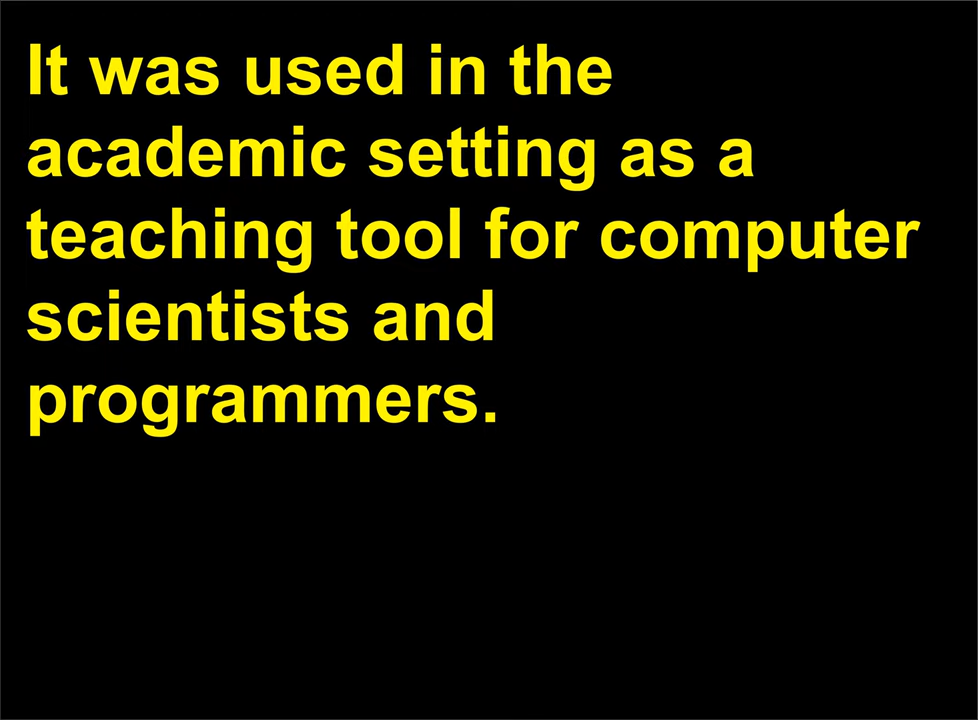 It was used in the
academic setting as a
teaching tool for computer
scientists and
programmers.